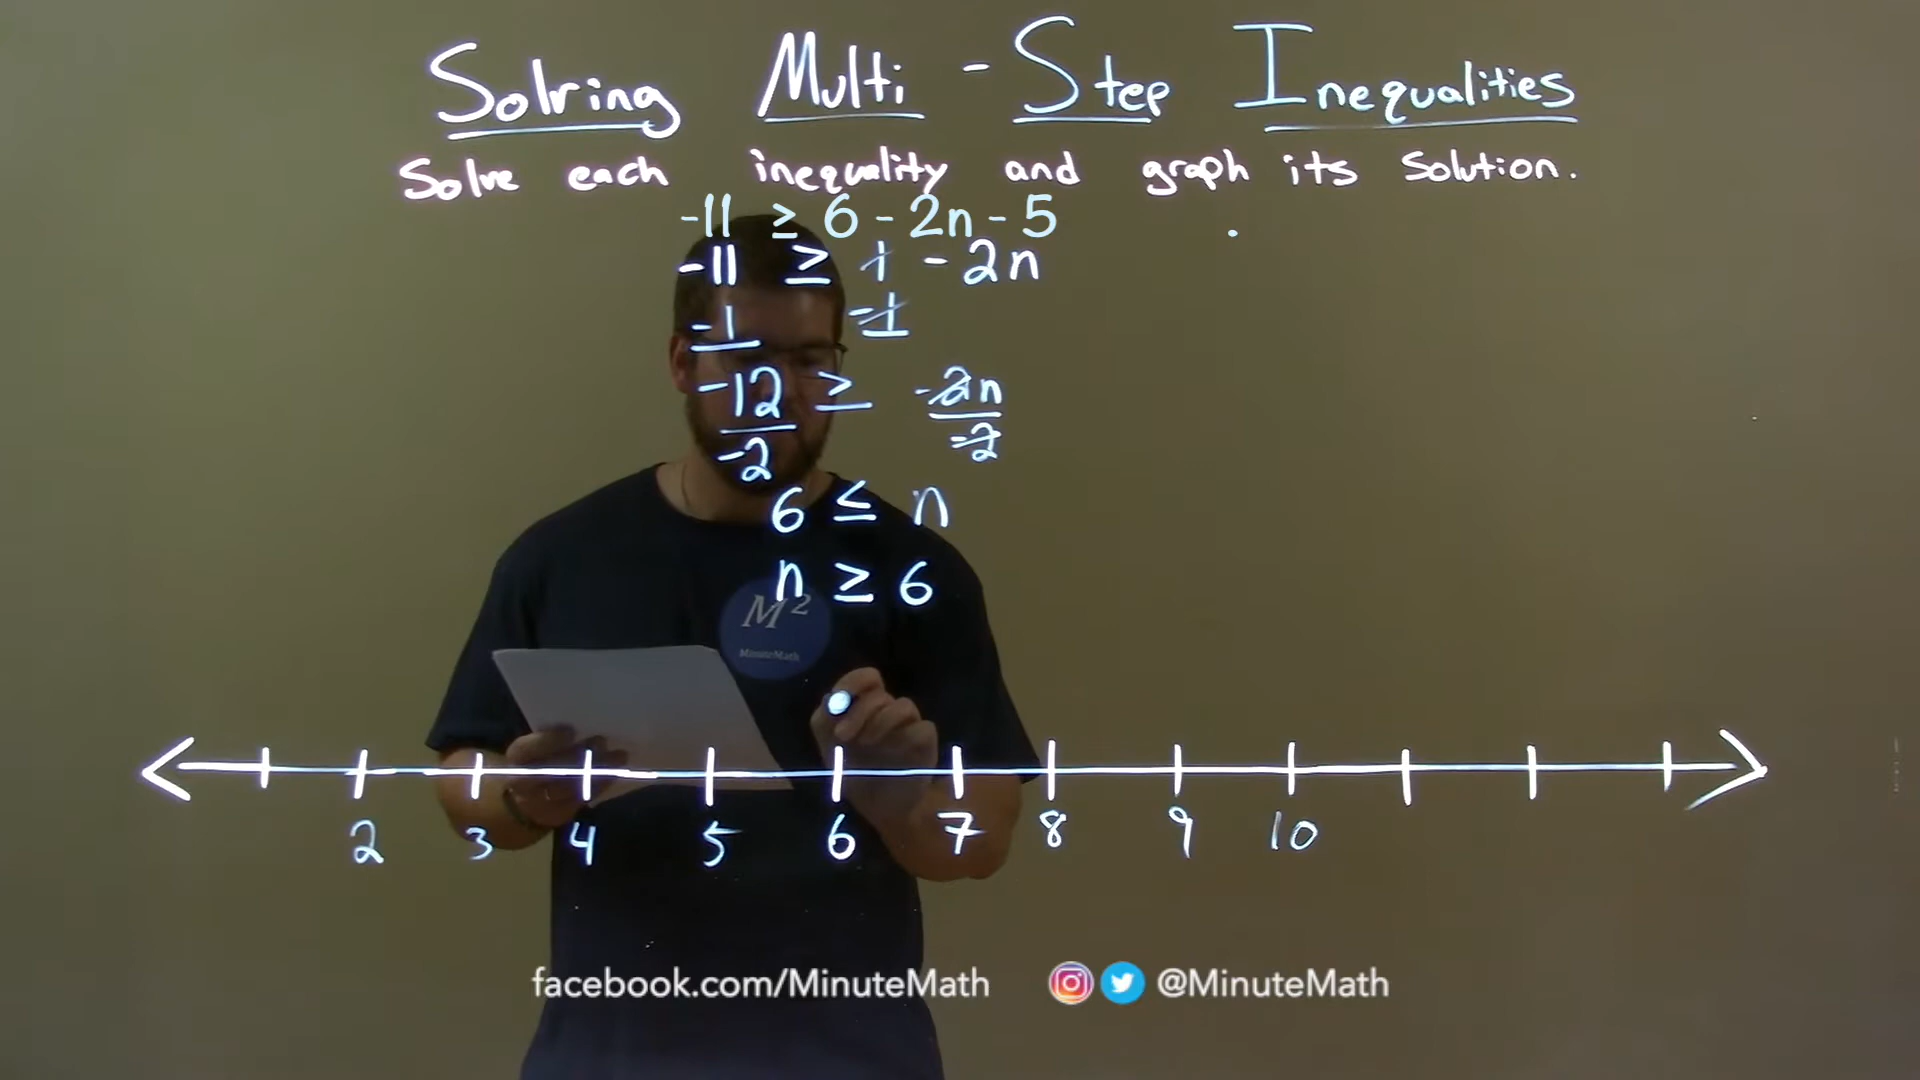 Solving Multi-Step Inequalities
Solve each inequality and graph its solution.
-11 ≥ 6 - 2n - 5
-11 ≥ 1 - 2n
-1 -1
-12 ≥ -2n
-2 -2
6 ≤ n
n ≥ 6
M²
MinuteMath
2 3 4 5 6 7 8 9 10
facebook.com/MinuteMath @MinuteMath